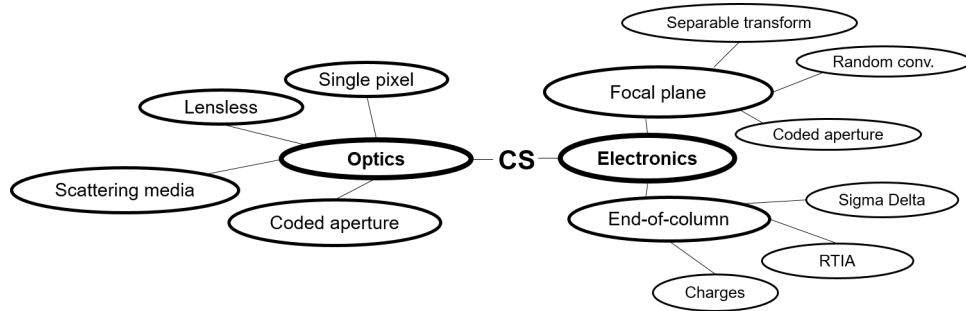 Separable transform
Random conv.
Single pixel
Focal plane
Lensless
Coded aperture
Optics
CS
Electronics
Scattering media
Coded aperture
End-of-column
Sigma Delta
RTIA
Charges